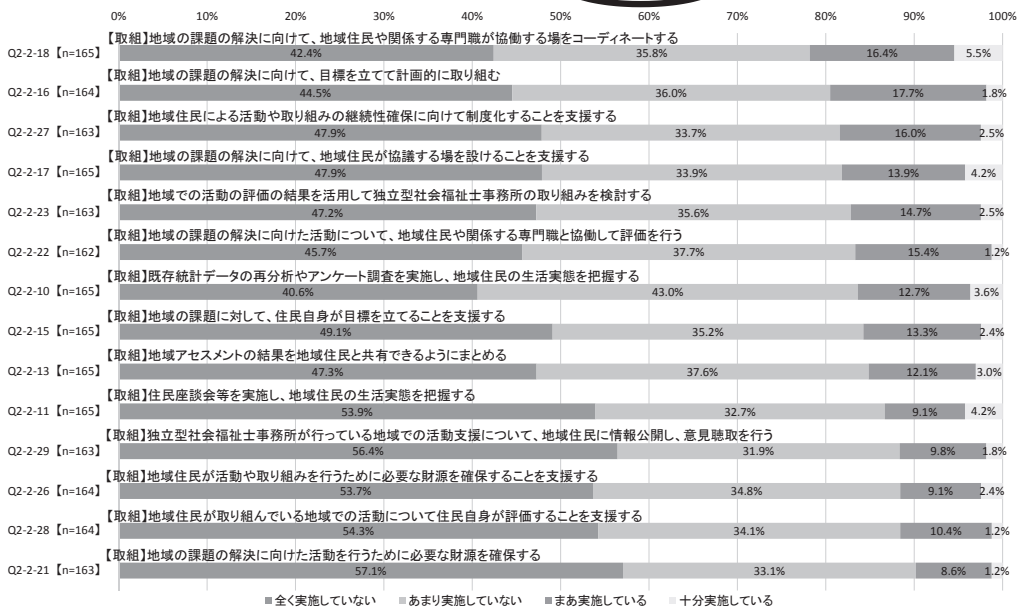 0% 10% 20% 30% 40% 50% 60% 70% 80% 90% 100%
【取組】地域の課題の解決に向けて、地域住民や関係する専門職が協働する場をコーディネートする
Q2-2-18【n=165】 42.4% 35.8% 16.4% 5.5%
【取組】地域の課題の解決に向けて、目標を立てて計画的に取り組む
Q2-2-16【n=164】 44.5% 36.0% 17.7% 1.8%
【取組】地域住民による活動や取り組みの継続性確保に向けて制度化することを支援する
Q2-2-27【n=163】 47.9% 33.7% 16.0% 2.5%
【取組】地域の課題の解決に向けて、地域住民が協議する場を設けることを支援する
Q2-2-17【n=165】 47.9% 33.9% 13.9% 4.2%
【取組】地域での活動の評価の結果を活用して独立型社会福祉士事務所の取り組みを検討する
Q2-2-23【n=163】 47.2% 35.6% 14.7% 2.5%
【取組】地域の課題の解決に向けた活動について、地域住民や関係する専門職と協働して評価を行う
Q2-2-22【n=162】 45.7% 37.7% 15.4% 1.2%
【取組】既存統計データの再分析やアンケート調査を実施し、地域住民の生活実態を把握する
Q2-2-10【n=165】 40.6% 43.0% 12.7% 3.6%
【取組】地域の課題に対して、住民自身が目標を立てることを支援する
Q2-2-15【n=165】 49.1% 35.2% 13.3% 2.4%
【取組】地域アセスメントの結果を地域住民と共有できるようにまとめる
Q2-2-13【n=165】 47.3% 37.6% 12.1% 3.0%
【取組】住民座談会等を実施し、地域住民の生活実態を把握する
Q2-2-11【n=165】 53.9% 32.7% 9.1% 4.2%
【取組】独立型社会福祉士事務所が行っている地域での活動支援について、地域住民に情報公開し、意見聴取を行う
Q2-2-29【n=163】 56.4% 31.9% 9.8% 1.8%
【取組】地域住民が活動や取り組みを行うために必要な財源を確保することを支援する
Q2-2-26【n=164】 53.7% 34.8% 9.1% 2.4%
【取組】地域住民が取り組んでいる地域での活動について住民自身が評価することを支援する
Q2-2-28【n=164】 54.3% 34.1% 10.4% 1.2%
【取組】地域の課題の解決に向けた活動を行うために必要な財源を確保する
Q2-2-21【n=163】 57.1% 33.1% 8.6% 1.2%
■全く実施していない ■あまり実施していない ■まあ実施している ■十分実施している